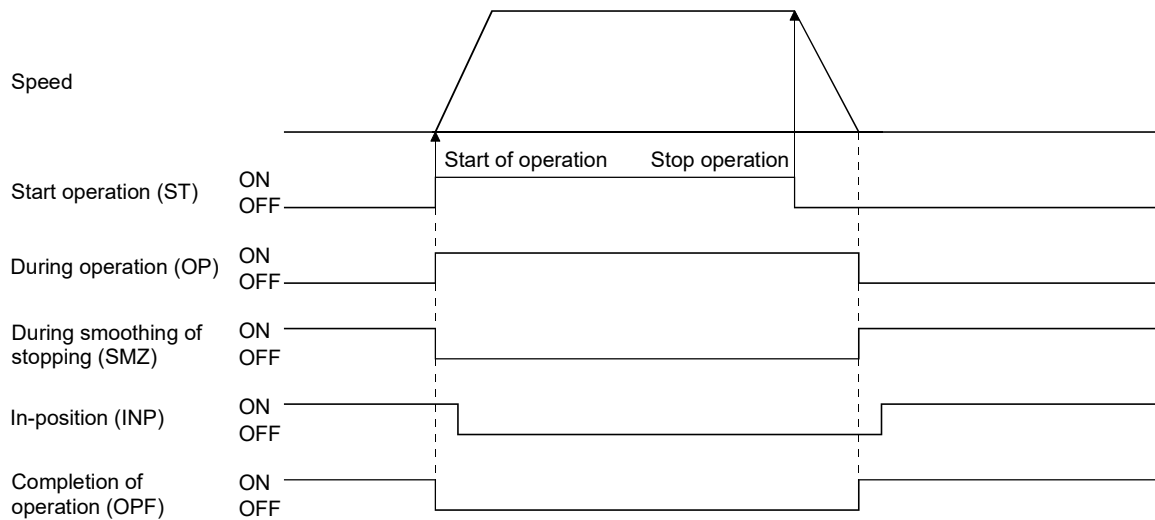 Speed
Start of operation
Stop operation
Start operation (ST)
ON
OFF
During operation (OP)
ON
OFF
During smoothing of
stopping (SMZ)
ON
OFF
In-position (INP)
ON
OFF
Completion of
operation (OPF)
ON
OFF